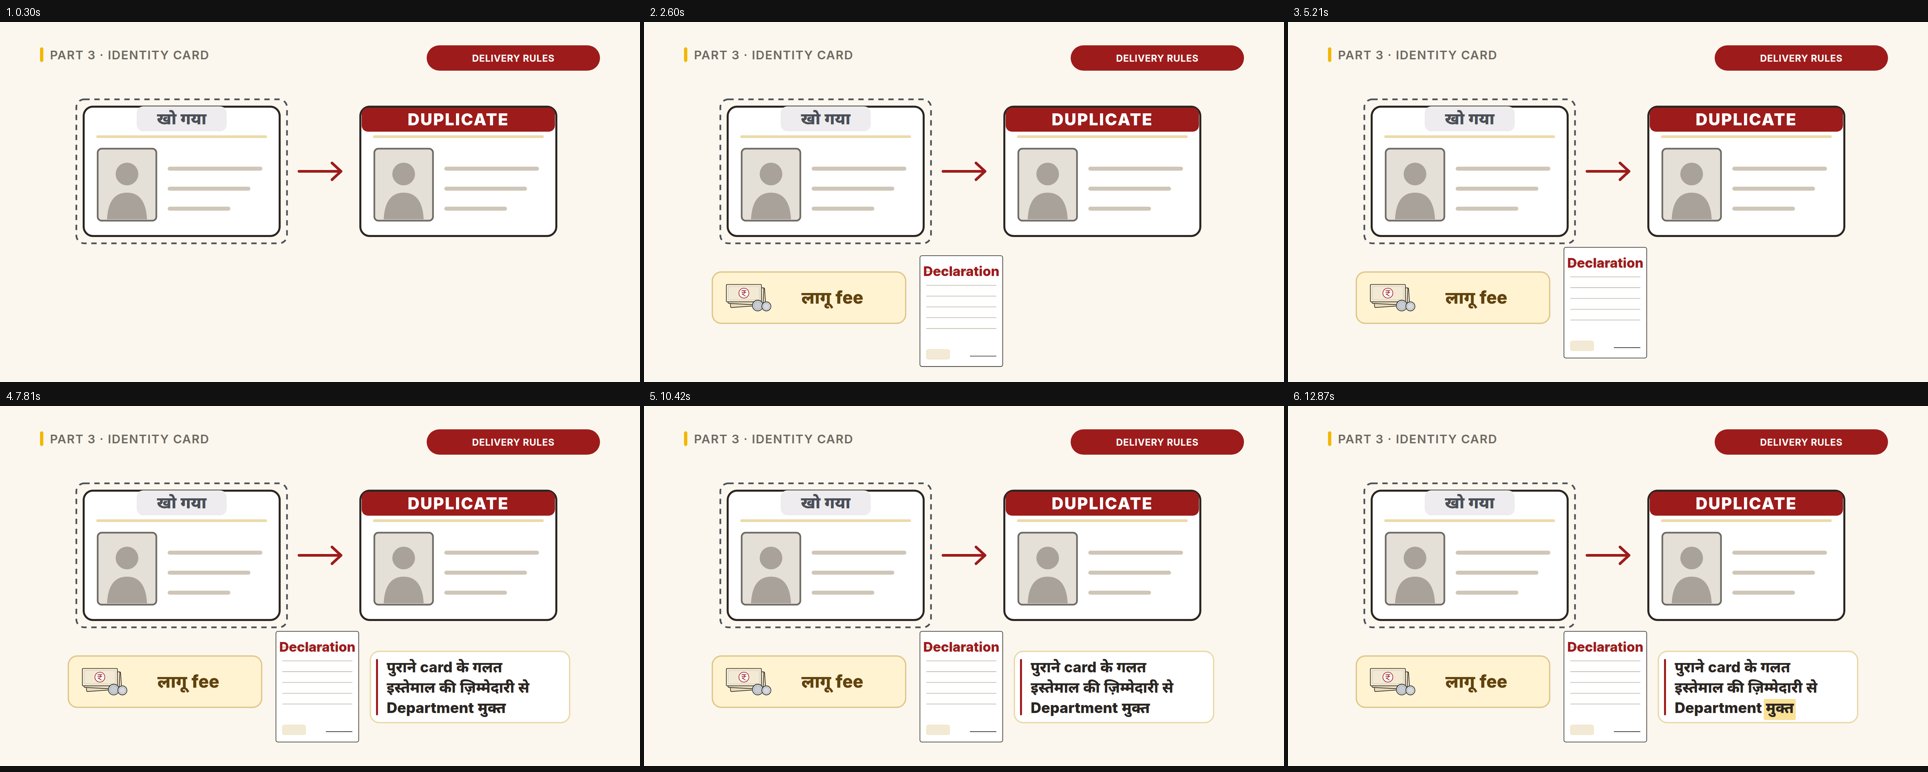 1. 0.30s
PART 3 · IDENTITY CARD
DELIVERY RULES
खो गया
DUPLICATE
2. 2.60s
PART 3 · IDENTITY CARD
DELIVERY RULES
खो गया
DUPLICATE
₹
लागू fee
Declaration
3. 5.21s
PART 3 · IDENTITY CARD
DELIVERY RULES
खो गया
DUPLICATE
₹
लागू fee
Declaration
4. 7.81s
PART 3 · IDENTITY CARD
DELIVERY RULES
खो गया
DUPLICATE
₹
लागू fee
Declaration
पुराने card के गलत
इस्तेमाल की ज़िम्मेदारी से
Department मुक्त
5. 10.42s
PART 3 · IDENTITY CARD
DELIVERY RULES
खो गया
DUPLICATE
₹
लागू fee
Declaration
पुराने card के गलत
इस्तेमाल की ज़िम्मेदारी से
Department मुक्त
6. 12.87s
PART 3 · IDENTITY CARD
DELIVERY RULES
खो गया
DUPLICATE
₹
लागू fee
Declaration
पुराने card के गलत
इस्तेमाल की ज़िम्मेदारी से
Department मुक्त